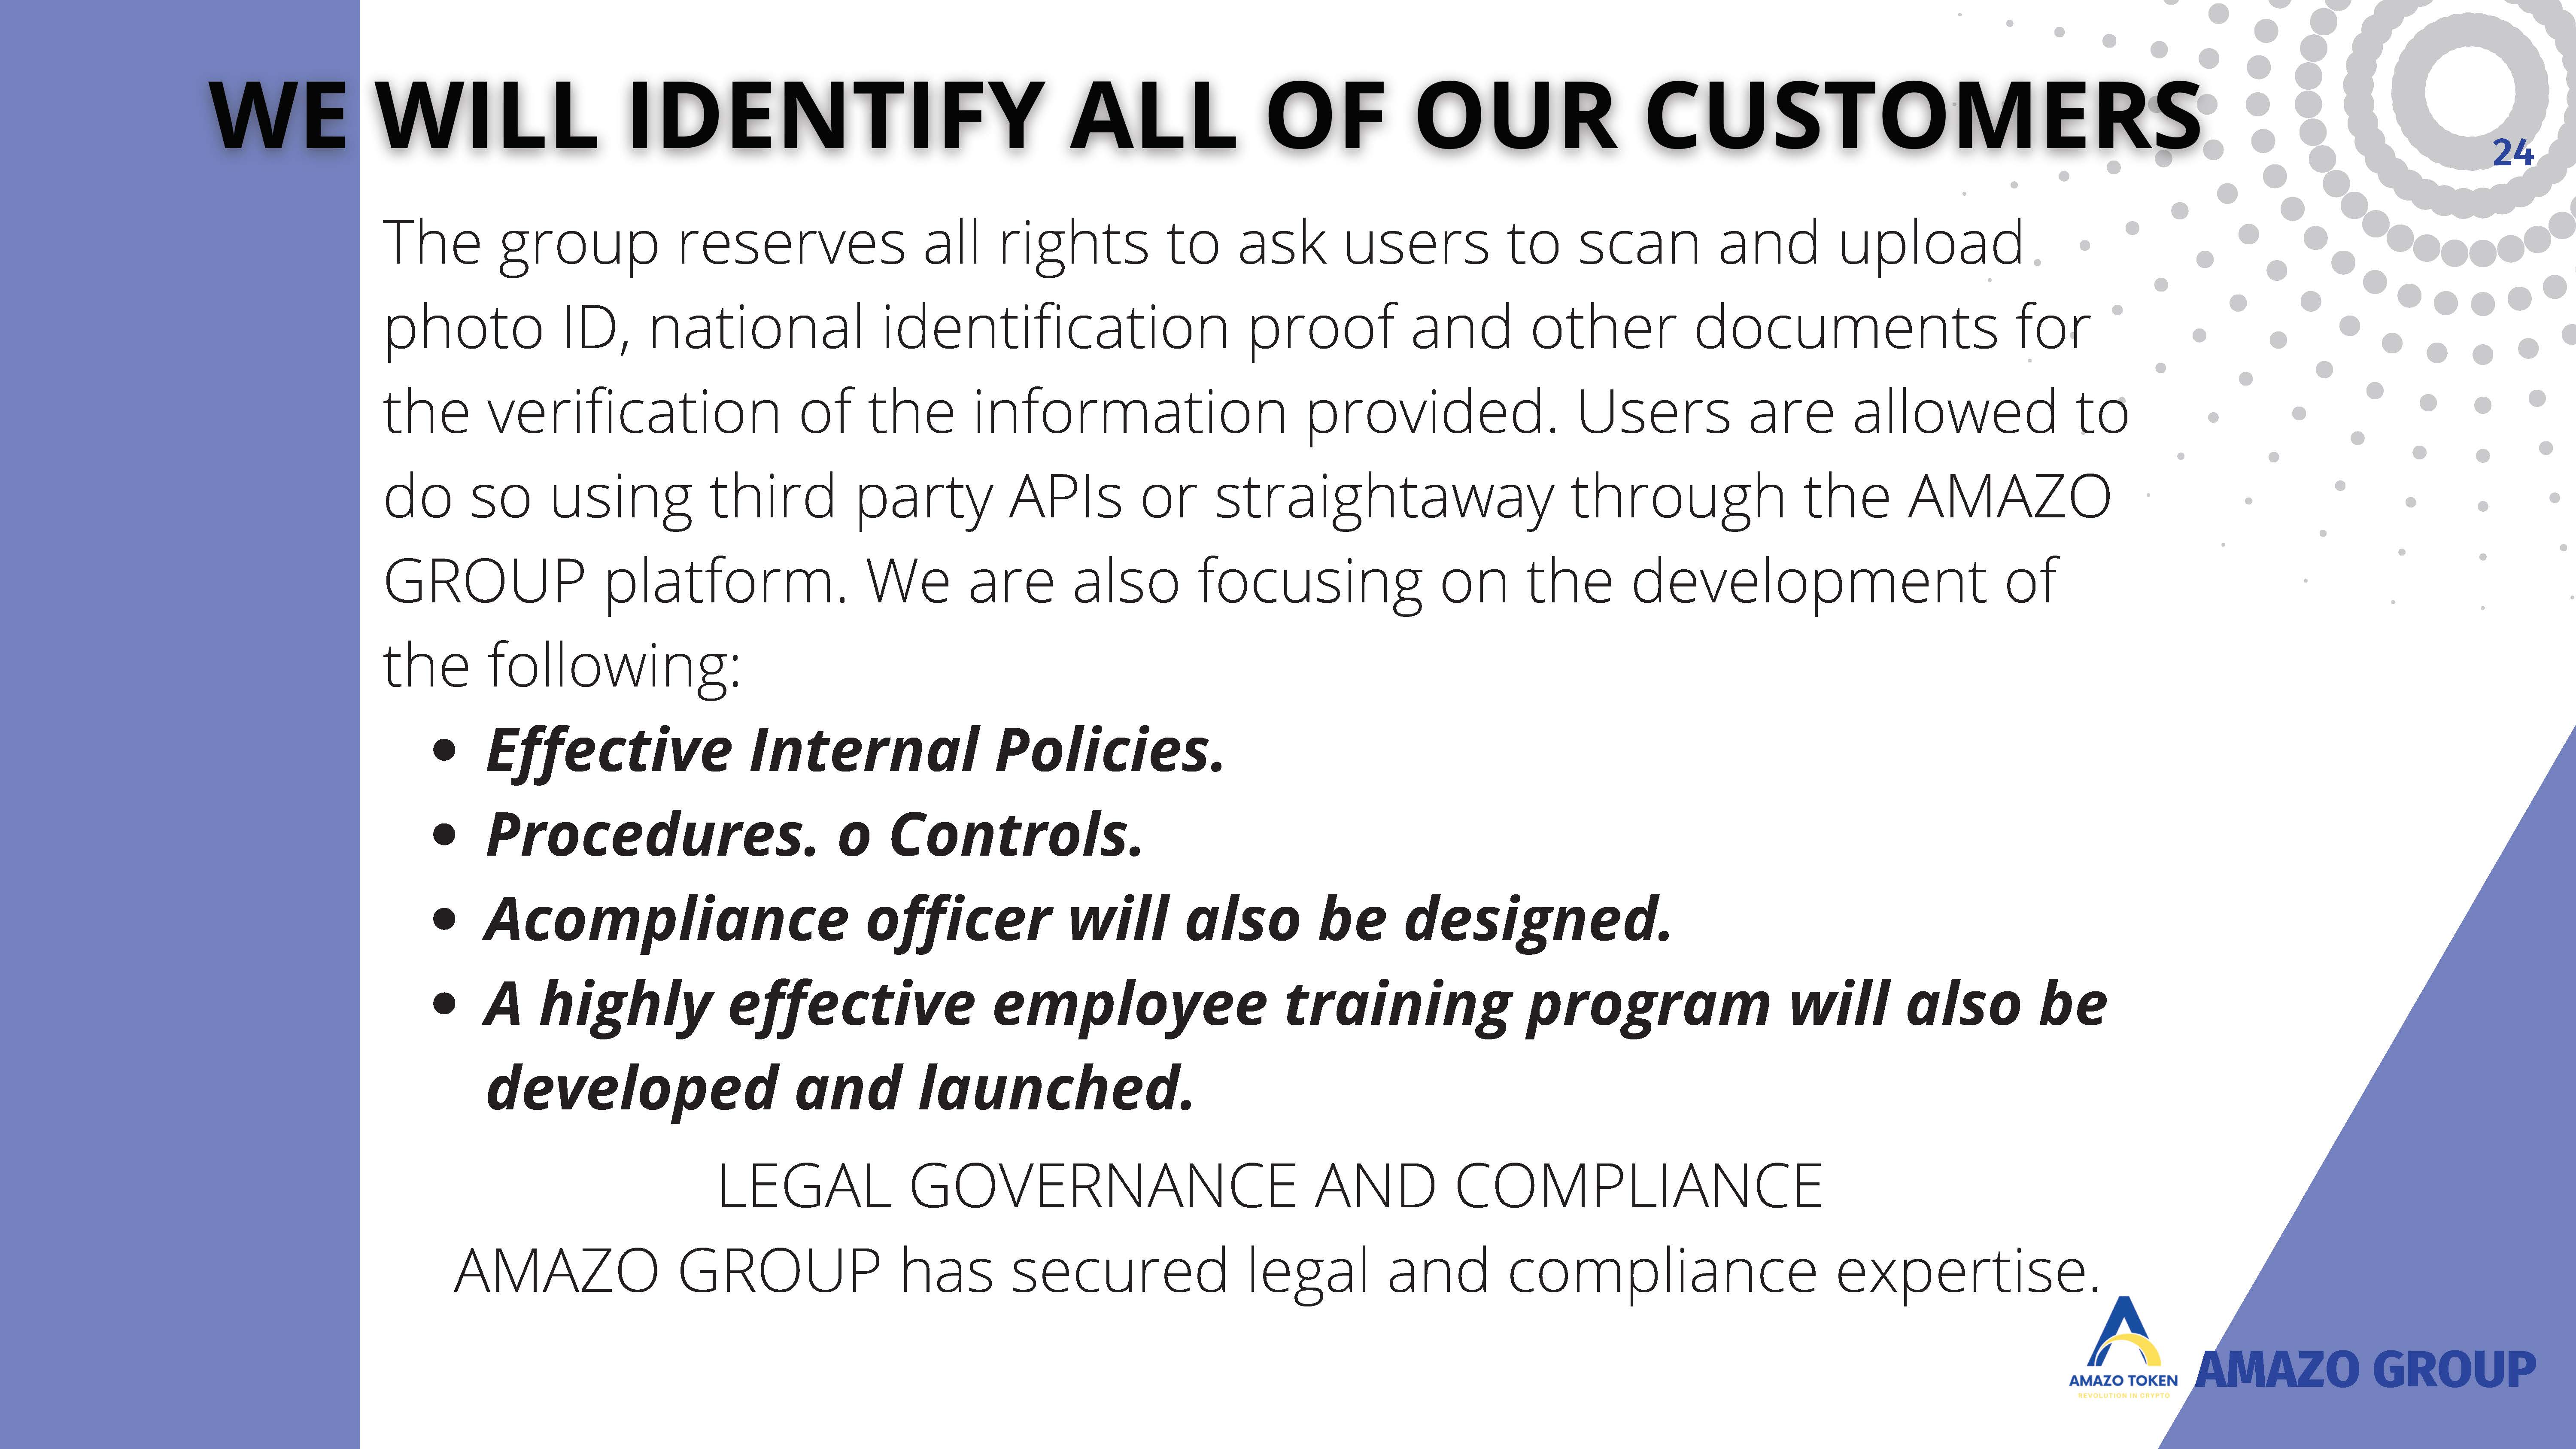 WE WILL IDENTIFY ALL OF OUR CUSTOMERS
24
The group reserves all rights to ask users to scan and upload
photo ID, national identification proof and other documents for
the verification of the information provided. Users are allowed to
do so using third party APIs or straightaway through the AMAZO
GROUP platform. We are also focusing on the development of
the following:
• Effective Internal Policies.
• Procedures. o Controls.
• Acompliance officer will also be designed.
• A highly effective employee training program will also be
developed and launched.
LEGAL GOVERNANCE AND COMPLIANCE
AMAZO GROUP has secured legal and compliance expertise.
AMAZO TOKEN
REVOLUTION IN CRYPTO
AMAZO GROUP